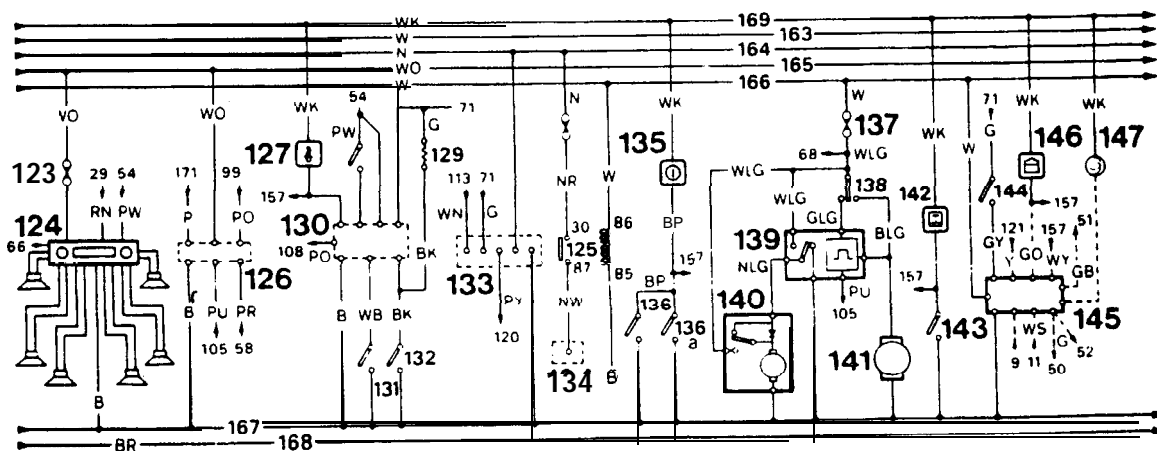 WK 169
W 163
N 164
WO 165
W 166
54 71 N WK W 71 WK WK
WO WO WK PW G 137 G 146 147
129 135 68 WLG WK W
123 29 54 171 99 127 113 71 NR W WLG 138 142 144 157 51
157 WLG
124 RN PW P PO 130 WN G 30 86 BP GLG BLG GY 121 GO 157
66 108 125 139 Y WY
PO BK 133 87 85 157 NLG 157 GB
126 BP PU
B PU PR B WB BK PY NW 136 136 a 140 105 143 WS G 145
105 58 132 120 141 9 11 50 52
131 134 B
B
167
BR 168